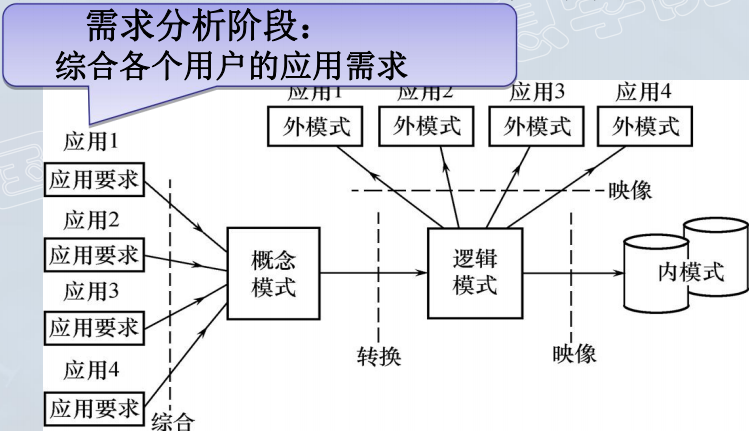 需求分析阶段：
综合各个用户的应用需求
应用1 应用2 应用3 应用4
外模式 外模式 外模式 外模式
应用1
应用要求
映像
应用2
应用要求
概念
模式
逻辑
模式
内模式
应用3
应用要求
转换
映像
应用4
应用要求
综合